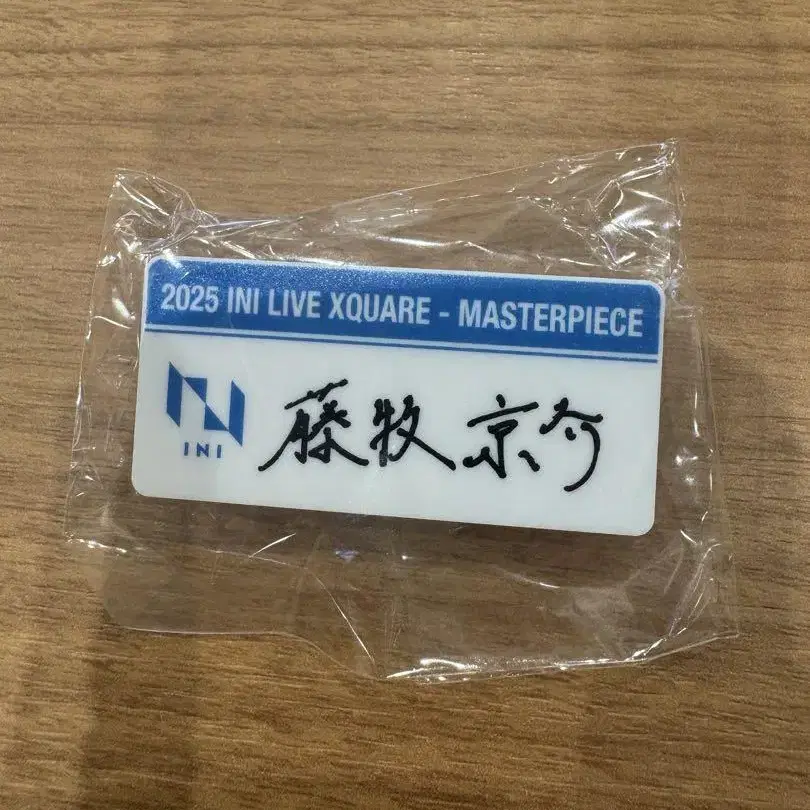 2025 INI LIVE XQUARE - MASTERPIECE
INI
藤牧 京介